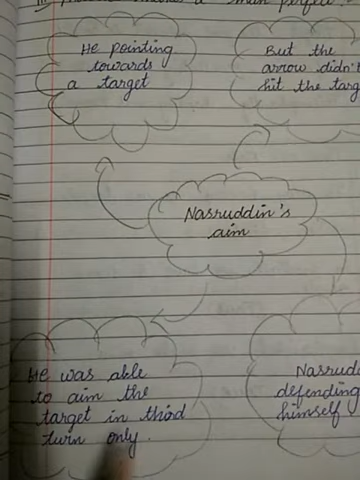 He pointing
towards
a target
But the
arrow didn't
hit the targ
Nasruddin's
aim
He was able
to aim the
target in third
turn only.
Nasrud
defending
himself